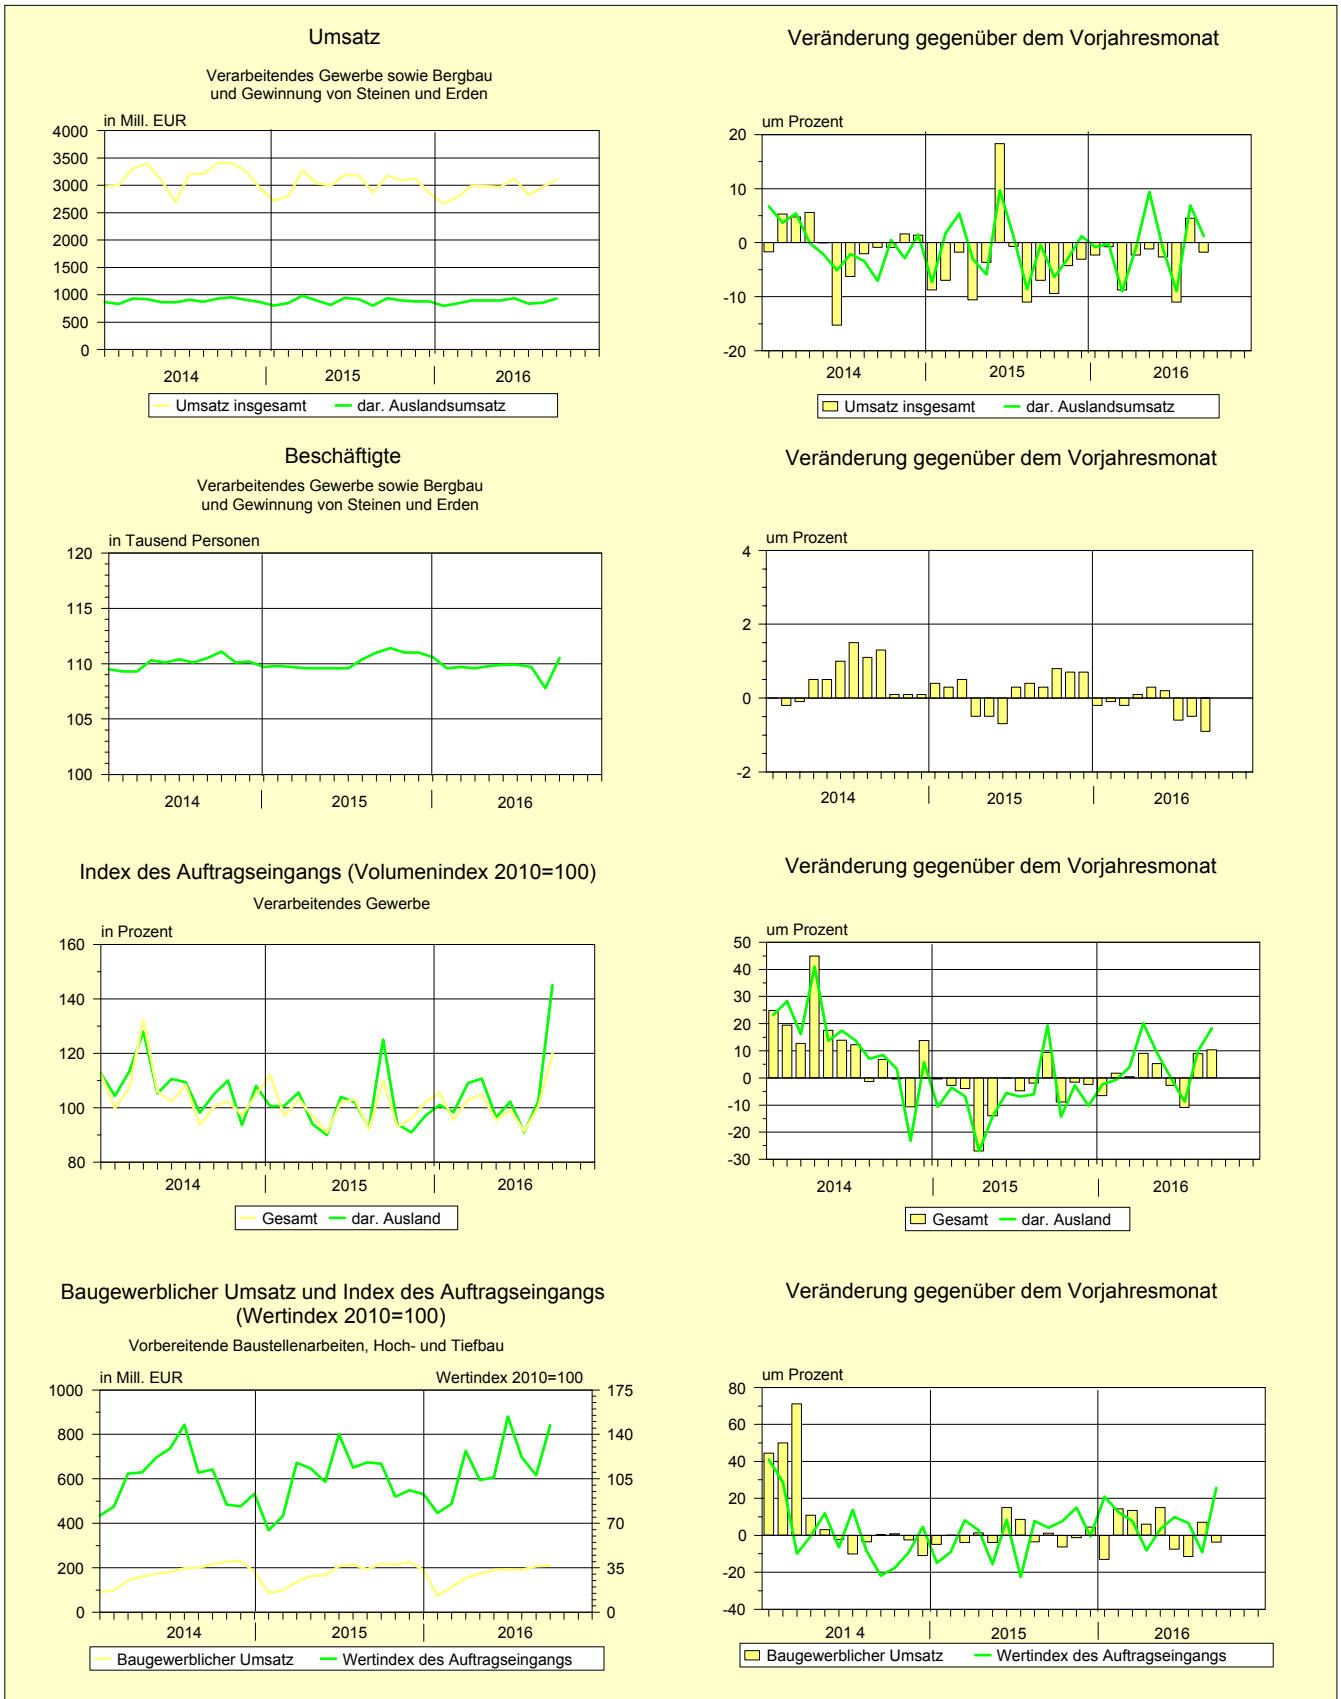 Umsatz
Verarbeitendes Gewerbe sowie Bergbau
und Gewinnung von Steinen und Erden
in Mill. EUR
4000
3500
3000
2500
2000
1500
1000
500
0
2014 2015 2016
Umsatz insgesamt dar. Auslandsumsatz
Veränderung gegenüber dem Vorjahresmonat
um Prozent
20
10
0
-10
-20
2014 2015 2016
Umsatz insgesamt dar. Auslandsumsatz
Beschäftigte
Verarbeitendes Gewerbe sowie Bergbau
und Gewinnung von Steinen und Erden
in Tausend Personen
120
115
110
105
100
2014 2015 2016
Veränderung gegenüber dem Vorjahresmonat
um Prozent
4
2
0
-2
2014 2015 2016
Index des Auftragseingangs (Volumenindex 2010=100)
Verarbeitendes Gewerbe
in Prozent
160
140
120
100
80
2014 2015 2016
Gesamt dar. Ausland
Veränderung gegenüber dem Vorjahresmonat
um Prozent
50
40
30
20
10
0
-10
-20
-30
2014 2015 2016
Gesamt dar. Ausland
Baugewerblicher Umsatz und Index des Auftragseingangs
(Wertindex 2010=100)
Vorbereitende Baustellenarbeiten, Hoch- und Tiefbau
in Mill. EUR Wertindex 2010=100
1000 175
800 140
600 105
400 70
200 35
0 0
2014 2015 2016
Baugewerblicher Umsatz Wertindex des Auftragseingangs
Veränderung gegenüber dem Vorjahresmonat
um Prozent
80
60
40
20
0
-20
-40
201 4 2015 2016
Baugewerblicher Umsatz Wertindex des Auftragseingangs